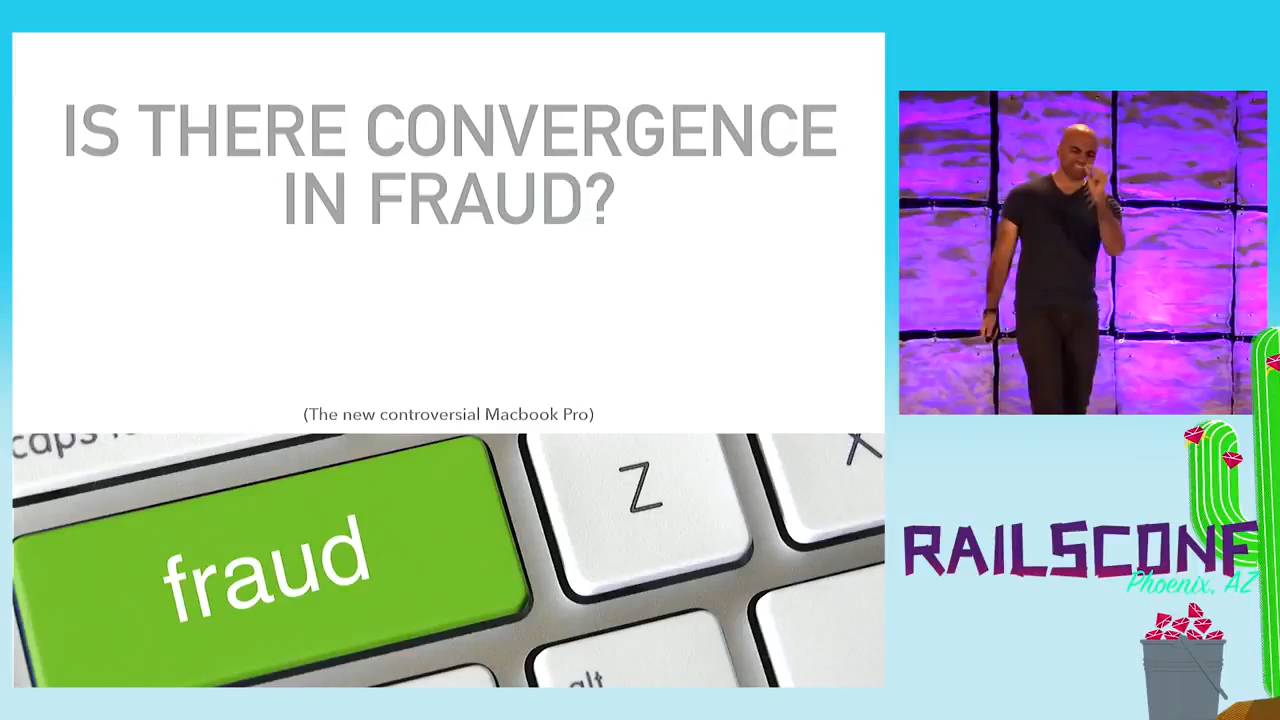 IS THERE CONVERGENCE
IN FRAUD?
(The new controversial Macbook Pro)
caps
fraud
Z
X
alt
RAILSCONF
Phoenix, AZ